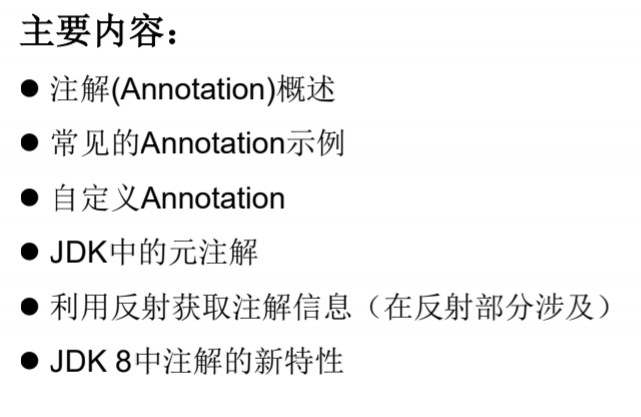 主要内容：
● 注解(Annotation)概述
● 常见的Annotation示例
● 自定义Annotation
● JDK中的元注解
● 利用反射获取注解信息（在反射部分涉及）
● JDK 8中注解的新特性